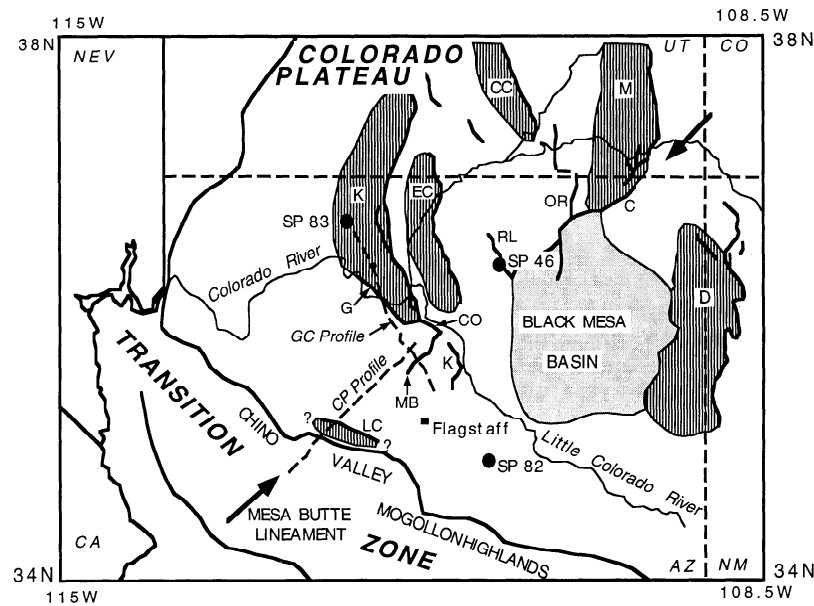 115W
108.5W
38N
38N
NEV
COLORADO
PLATEAU
UT
CO
CC
M
K
EC
OR
C
SP 83
RL
SP 46
Colorado River
D
G
CO
BLACK MESA
BASIN
GC Profile
TRANSITION
K
CP Profile
MB
CHINO
?
LC
?
Flagstaff
Little Colorado River
VALLEY
SP 82
MESA BUTTE
LINEAMENT
MOGOLLON HIGHLANDS
ZONE
CA
AZ
NM
34N
34N
115W
108.5W